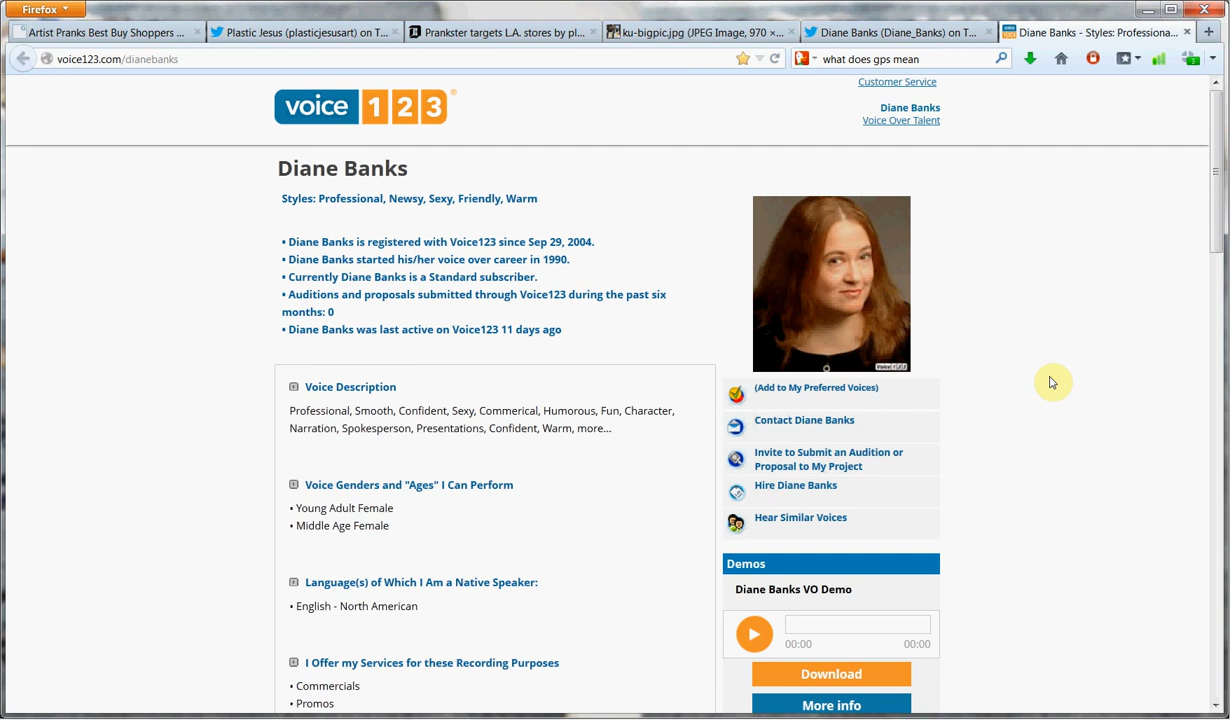 Firefox
Artist Pranks Best Buy Shoppers ...
Plastic Jesus (plasticjesusart) on T...
Prankster targets L.A. stores by pl...
ku-bigpic.jpg (JPEG Image, 970 ×...
Diane Banks (Diane_Banks) on T...
Diane Banks - Styles: Professiona...
voice123.com/dianebanks
what does gps mean
Customer Service
voice 1 2 3 ®
Diane Banks
Voice Over Talent
Diane Banks
Styles: Professional, Newsy, Sexy, Friendly, Warm
• Diane Banks is registered with Voice123 since Sep 29, 2004.
• Diane Banks started his/her voice over career in 1990.
• Currently Diane Banks is a Standard subscriber.
• Auditions and proposals submitted through Voice123 during the past six
months: 0
• Diane Banks was last active on Voice123 11 days ago
Voice Description
Professional, Smooth, Confident, Sexy, Commerical, Humorous, Fun, Character,
Narration, Spokesperson, Presentations, Confident, Warm, more...
Voice Genders and "Ages" I Can Perform
• Young Adult Female
• Middle Age Female
Language(s) of Which I Am a Native Speaker:
• English - North American
I Offer my Services for these Recording Purposes
• Commercials
• Promos
Voice 123
(Add to My Preferred Voices)
Contact Diane Banks
Invite to Submit an Audition or
Proposal to My Project
Hire Diane Banks
Hear Similar Voices
Demos
Diane Banks VO Demo
00:00 00:00
Download
More info